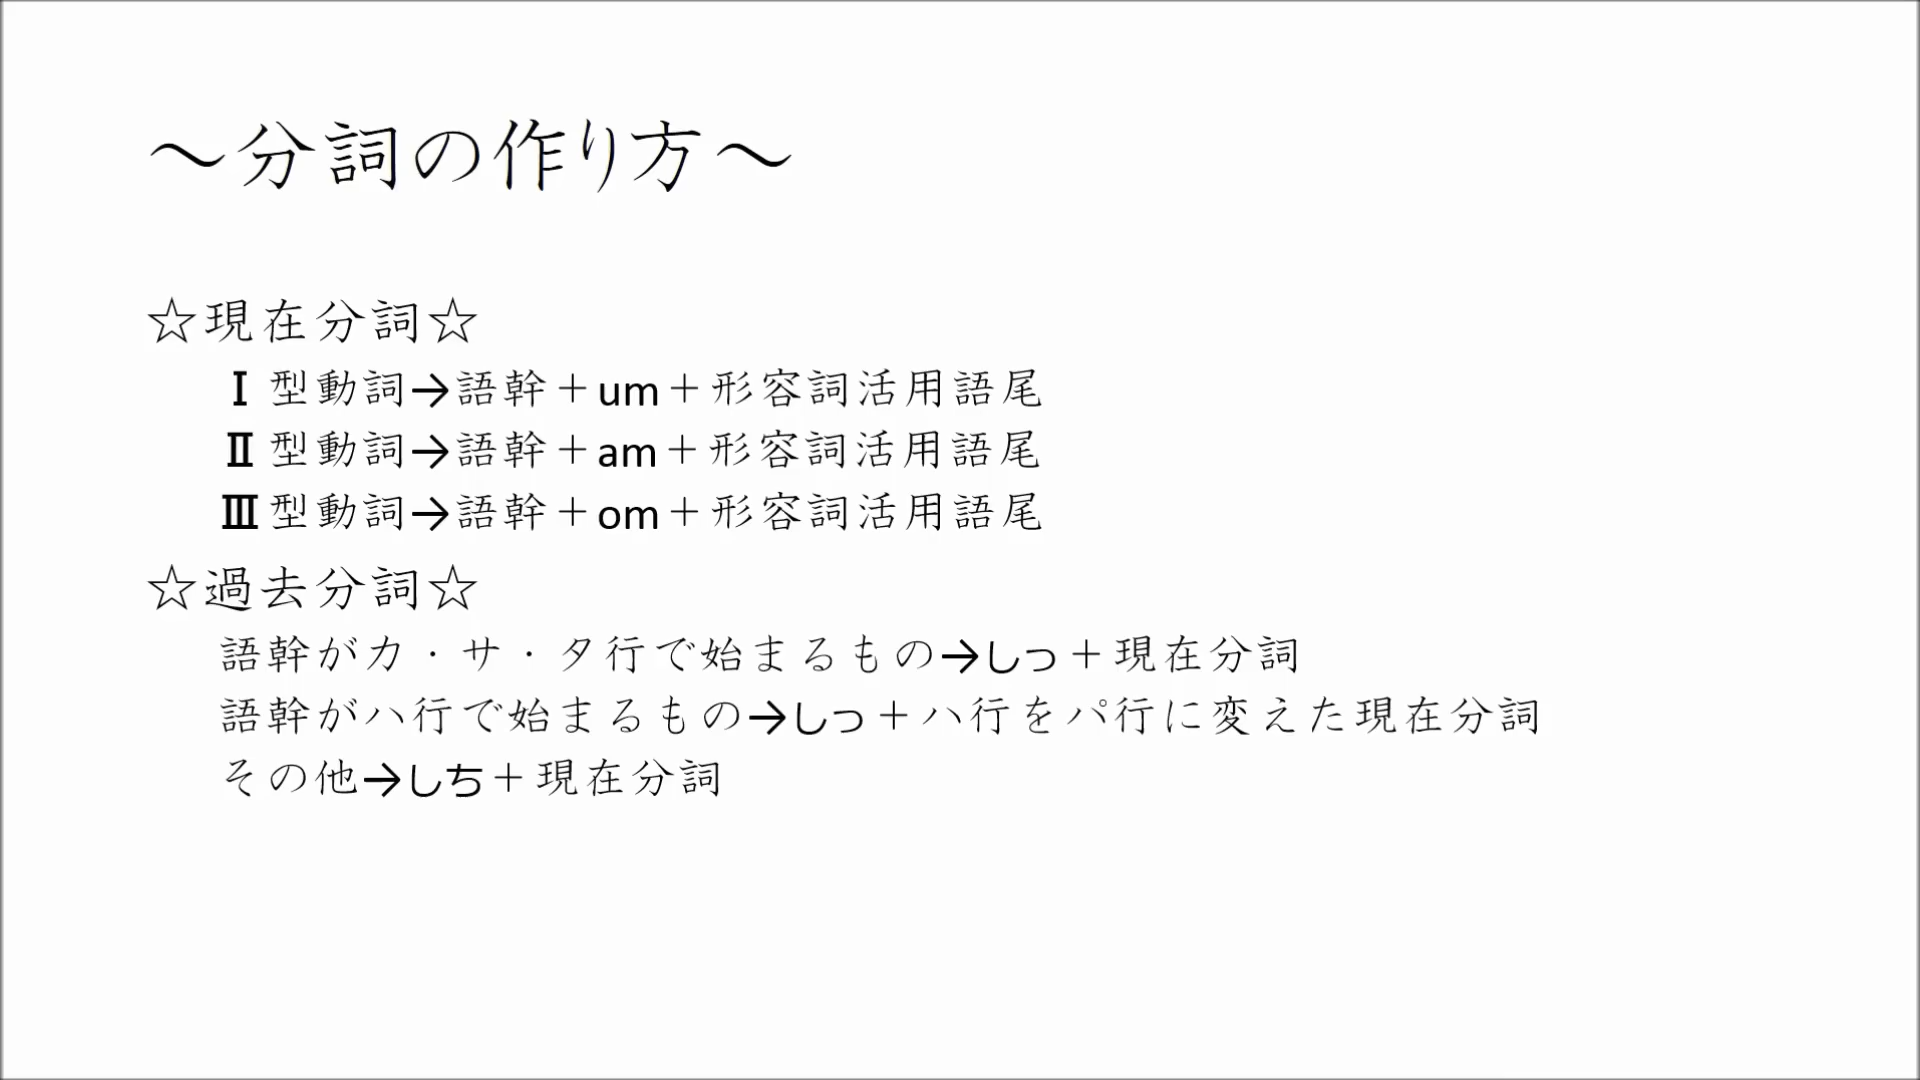 ～分詞の作り方～
☆現在分詞☆
Ⅰ型動詞→語幹＋um＋形容詞活用語尾
Ⅱ型動詞→語幹＋am＋形容詞活用語尾
Ⅲ型動詞→語幹＋om＋形容詞活用語尾
☆過去分詞☆
語幹がカ・サ・タ行で始まるもの→しっ＋現在分詞
語幹がハ行で始まるもの→しっ＋ハ行をパ行に変えた現在分詞
その他→しち＋現在分詞